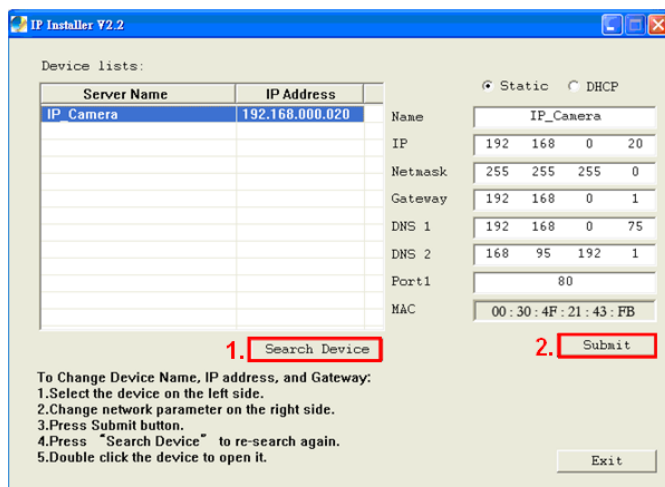 IP Installer V2.2
Device lists:
Server Name IP Address
IP_Camera 192.168.000.020
Static DHCP
Name IP_Camera
IP 192 168 0 20
Netmask 255 255 255 0
Gateway 192 168 0 1
DNS 1 192 168 0 75
DNS 2 168 95 192 1
Port1 80
MAC 00 : 30 : 4F : 21 : 43 : FB
1. Search Device
2. Submit
To Change Device Name, IP address, and Gateway:
1.Select the device on the left side.
2.Change network parameter on the right side.
3.Press Submit button.
4.Press “Search Device” to re-search again.
5.Double click the device to open it.
Exit